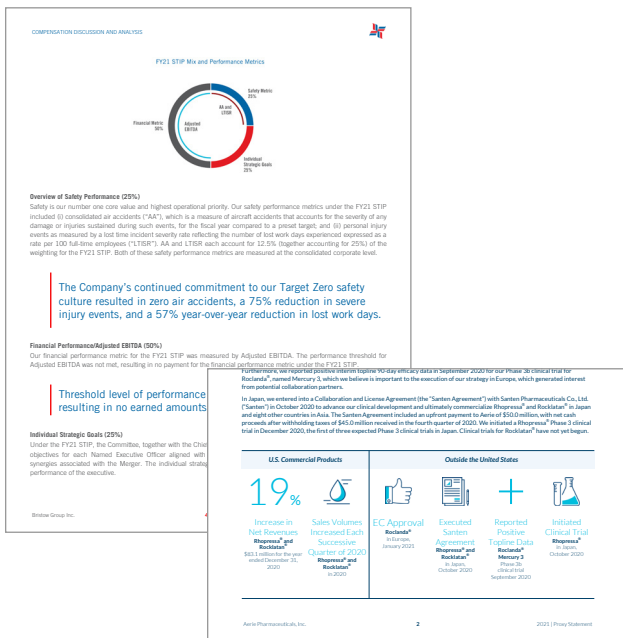 COMPENSATION DISCUSSION AND ANALYSIS
FY21 STIP Mix and Performance Metrics
Safety Metric
25%
AA and
LTISR
Financial Metric
50%
Adjusted
EBITDA
Individual
Strategic Goals
25%
Overview of Safety Performance (25%)
Safety is our number one core value and highest operational priority. Our safety performance metrics under the FY21 STIP
included (i) consolidated air accidents (“AA”), which is a measure of aircraft accidents that accounts for the severity of any
damage or injuries sustained during such events, for the fiscal year compared to a preset target; and (ii) personal injury
events as measured by a lost time incident severity rate reflecting the number of lost work days experienced expressed as a
rate per 100 full-time employees (“LTISR”). AA and LTISR each account for 12.5% (together accounting for 25%) of the
weighting for the FY21 STIP. Both of these safety performance metrics are measured at the consolidated corporate level.
The Company’s continued commitment to our Target Zero safety
culture resulted in zero air accidents, a 75% reduction in severe
injury events, and a 57% year-over-year reduction in lost work days.
Financial Performance/Adjusted EBITDA (50%)
Our financial performance metric for the FY21 STIP was measured by Adjusted EBITDA. The performance threshold for
Adjusted EBITDA was not met, resulting in no payment for the financial performance metric under the FY21 STIP.
Threshold level of performance
resulting in no earned amounts
Individual Strategic Goals (25%)
Under the FY21 STIP, the Committee, together with the Chie
objectives for each Named Executive Officer aligned with
synergies associated with the Merger. The individual strateg
performance of the executive.
Bristow Group Inc.
Furthermore, we reported positive interim topline 90-day efficacy data in September 2020 for our Phase 3b clinical trial for
Roclanda®, named Mercury 3, which we believe is important to the execution of our strategy in Europe, which generated interest
from potential collaboration partners.
In Japan, we entered into a Collaboration and License Agreement (the “Santen Agreement”) with Santen Pharmaceuticals Co., Ltd.
(“Santen”) in October 2020 to advance our clinical development and ultimately commercialize Rhopressa® and Rocklatan® in Japan
and eight other countries in Asia. The Santen Agreement included an upfront payment to Aerie of $50.0 million, with net cash
proceeds after withholding taxes of $45.0 million received in the fourth quarter of 2020. We initiated a Rhopressa® Phase 3 clinical
trial in December 2020, the first of three expected Phase 3 clinical trials in Japan. Clinical trials for Rocklatan® have not yet begun.
U.S. Commercial Products
Outside the United States
19%
Increase in
Net Revenues
Rhopressa® and
Rocklatan®
$83.1 million for the year
ended December 31,
2020
Sales Volumes
Increased Each
Successive
Quarter of 2020
Rhopressa® and
Rocklatan®
in 2020
EC Approval
Roclanda®
in Europe,
January 2021
Executed
Santen
Agreement
Rhopressa® and
Rocklatan®
in Japan,
October 2020
Reported
Positive
Topline Data
Roclanda®
Mercury 3
Phase 3b
clinical trial
September 2020
Initiated
Clinical Trial
Rhopressa®
in Japan,
October 2020
Aerie Pharmaceuticals, Inc.
2
2021 | Proxy Statement